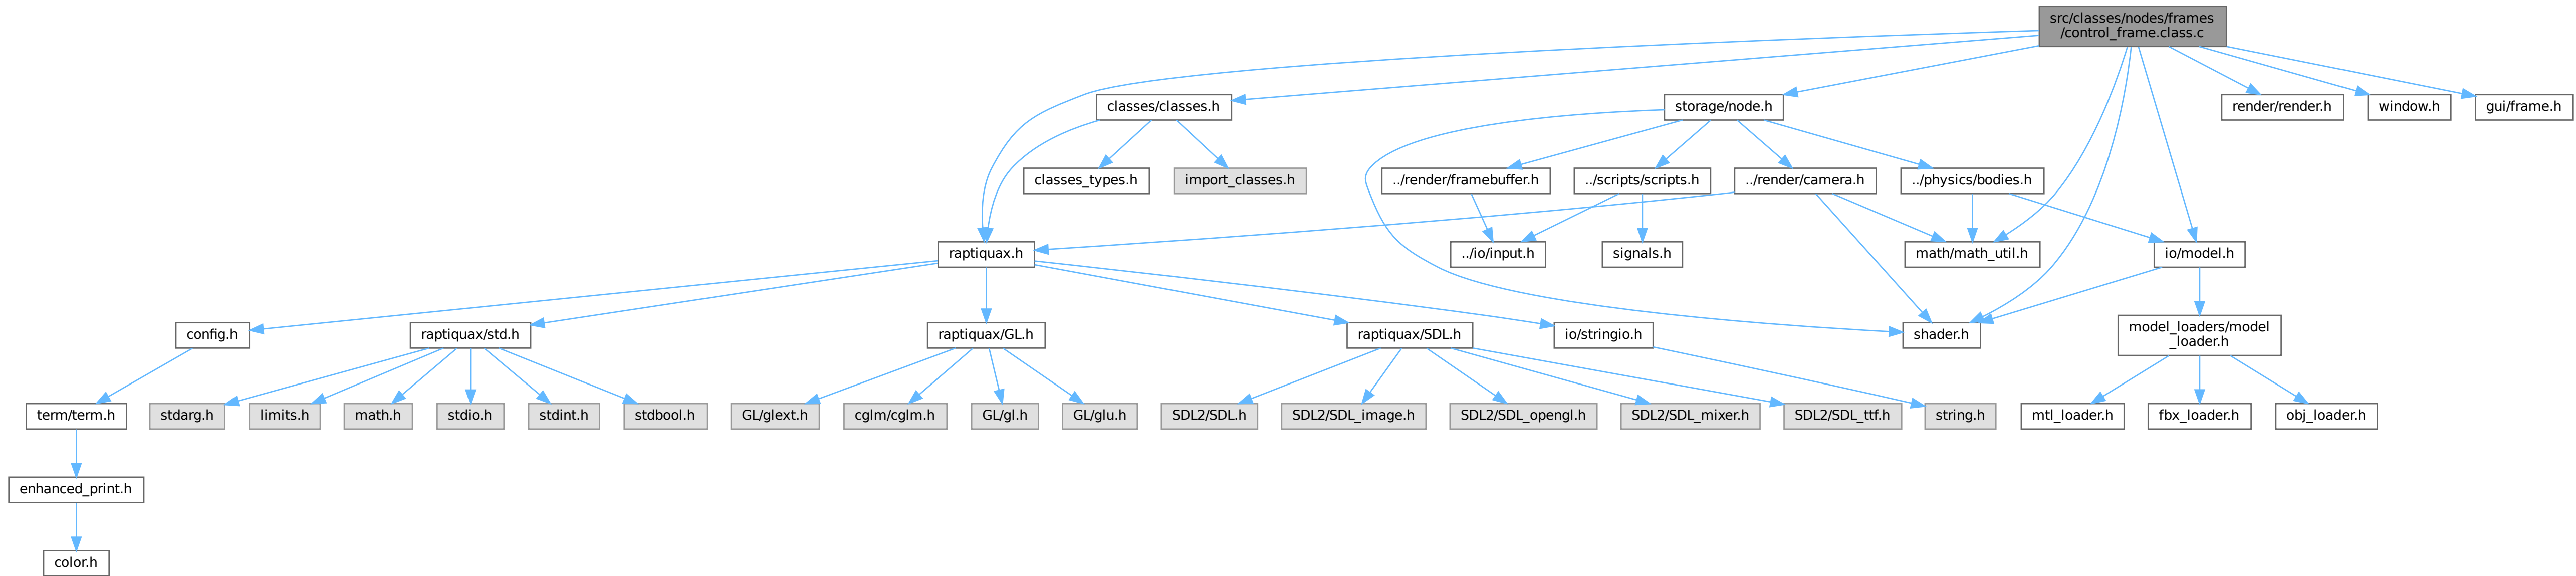 src/classes/nodes/frames
/control_frame.class.c
classes/classes.h
storage/node.h
render/render.h
window.h
gui/frame.h
classes_types.h
import_classes.h
../render/framebuffer.h
../scripts/scripts.h
../render/camera.h
../physics/bodies.h
raptiquax.h
../io/input.h
signals.h
math/math_util.h
io/model.h
config.h
raptiquax/std.h
raptiquax/GL.h
raptiquax/SDL.h
io/stringio.h
shader.h
model_loaders/model
_loader.h
term/term.h
stdarg.h
limits.h
math.h
stdio.h
stdint.h
stdbool.h
GL/glext.h
cglm/cglm.h
GL/gl.h
GL/glu.h
SDL2/SDL.h
SDL2/SDL_image.h
SDL2/SDL_opengl.h
SDL2/SDL_mixer.h
SDL2/SDL_ttf.h
string.h
mtl_loader.h
fbx_loader.h
obj_loader.h
enhanced_print.h
color.h